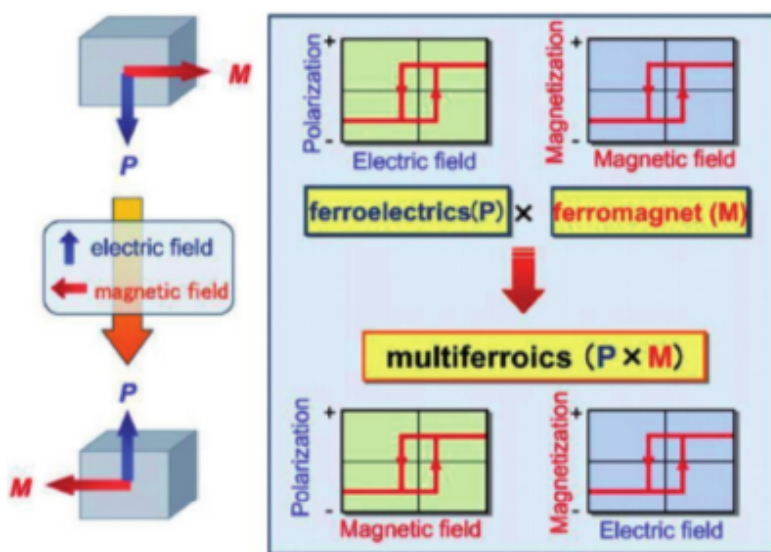 M
P
electric field
magnetic field
P
M
+
Polarization
-
Electric field
+
Magnetization
-
Magnetic field
ferroelectrics(P) × ferromagnet (M)
multiferroics (P×M)
+
Polarization
-
Magnetic field
+
Magnetization
-
Electric field